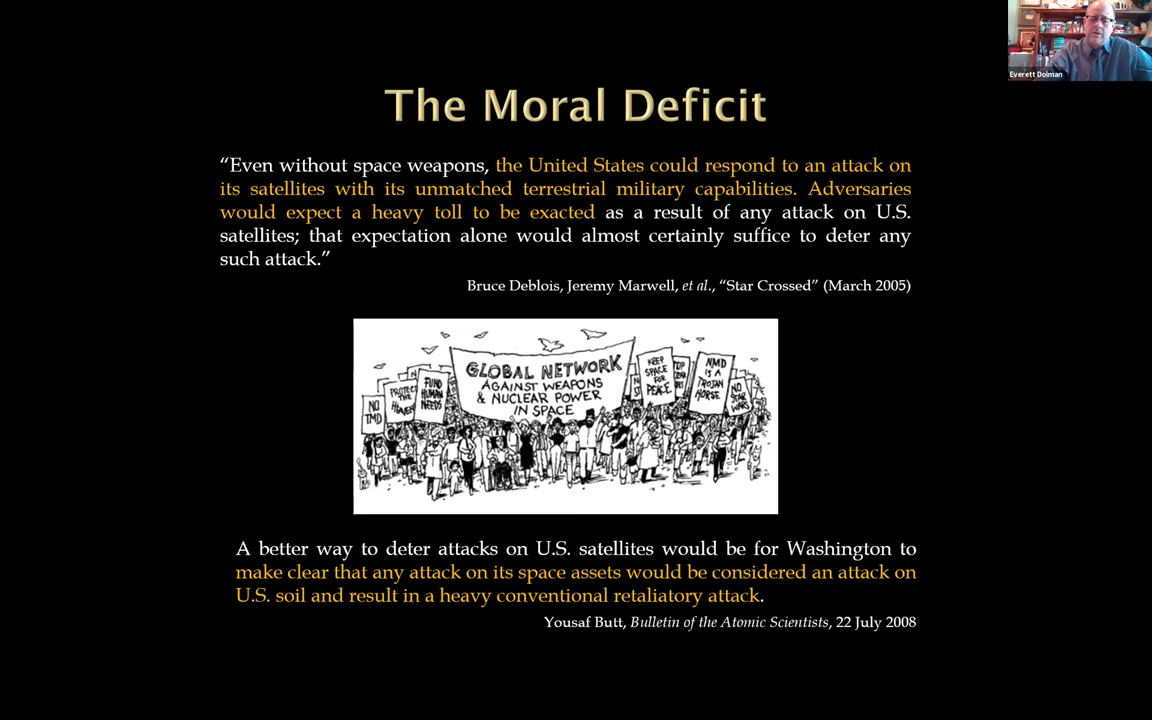 Everett Dolman
The Moral Deficit
“Even without space weapons, the United States could respond to an attack on
its satellites with its unmatched terrestrial military capabilities. Adversaries
would expect a heavy toll to be exacted as a result of any attack on U.S.
satellites; that expectation alone would almost certainly suffice to deter any
such attack.”
Bruce Deblois, Jeremy Marwell, et al., “Star Crossed” (March 2005)
GLOBAL NETWORK
AGAINST WEAPONS
& NUCLEAR POWER
IN SPACE
NO
TMD
PROTECT
THE
HEAVENS
FUND
HUMAN
NEEDS
KEEP
SPACE
FOR
PEACE
NMD
IS A
TROJAN
HORSE
NO
STAR
WARS
A better way to deter attacks on U.S. satellites would be for Washington to
make clear that any attack on its space assets would be considered an attack on
U.S. soil and result in a heavy conventional retaliatory attack.
Yousaf Butt, Bulletin of the Atomic Scientists, 22 July 2008